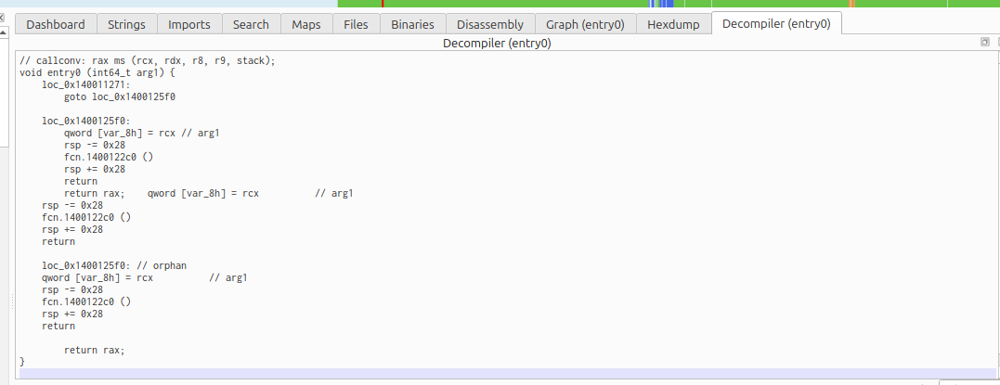 Dashboard Strings Imports Search Maps Files Binaries Disassembly Graph (entry0) Hexdump Decompiler (entry0)
Decompiler (entry0)
// callconv: rax ms (rcx, rdx, r8, r9, stack);
void entry0 (int64_t arg1) {
    loc_0x140011271:
        goto loc_0x1400125f0

    loc_0x1400125f0:
        qword [var_8h] = rcx // arg1
        rsp -= 0x28
        fcn.1400122c0 ()
        rsp += 0x28
        return
        return rax;    qword [var_8h] = rcx          // arg1
    rsp -= 0x28
    fcn.1400122c0 ()
    rsp += 0x28
    return

    loc_0x1400125f0: // orphan
    qword [var_8h] = rcx          // arg1
    rsp -= 0x28
    fcn.1400122c0 ()
    rsp += 0x28
    return

        return rax;
}